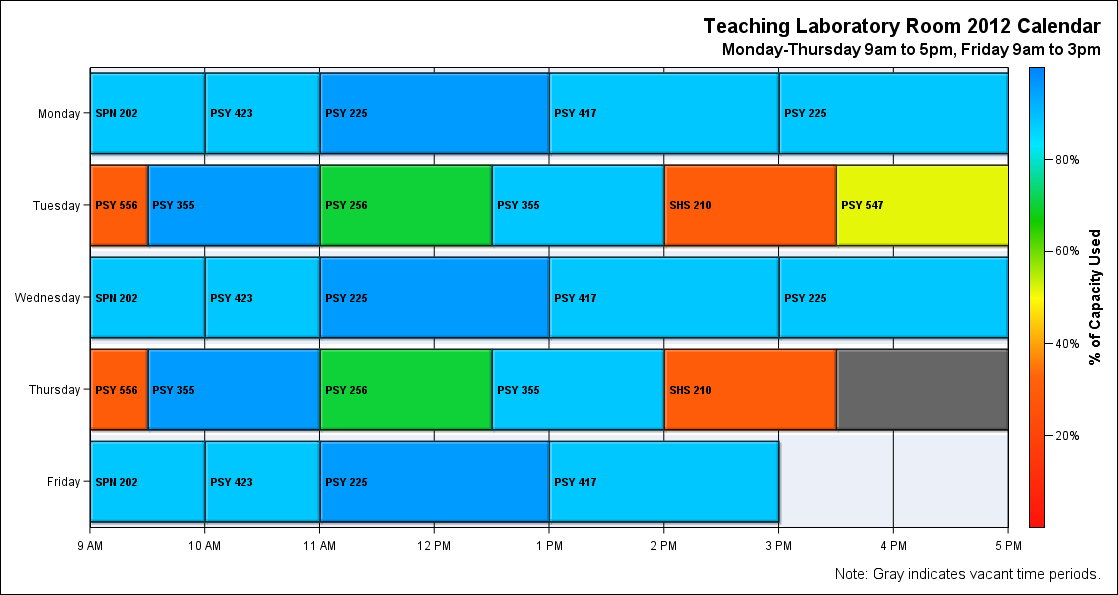 Teaching Laboratory Room 2012 Calendar
Monday-Thursday 9am to 5pm, Friday 9am to 3pm
Monday
SPN 202
PSY 423
PSY 225
PSY 417
PSY 225
Tuesday
PSY 556
PSY 355
PSY 256
PSY 355
SHS 210
PSY 547
Wednesday
SPN 202
PSY 423
PSY 225
PSY 417
PSY 225
Thursday
PSY 556
PSY 355
PSY 256
PSY 355
SHS 210
Friday
SPN 202
PSY 423
PSY 225
PSY 417
9 AM
10 AM
11 AM
12 PM
1 PM
2 PM
3 PM
4 PM
5 PM
80%
60%
40%
20%
% of Capacity Used
Note: Gray indicates vacant time periods.